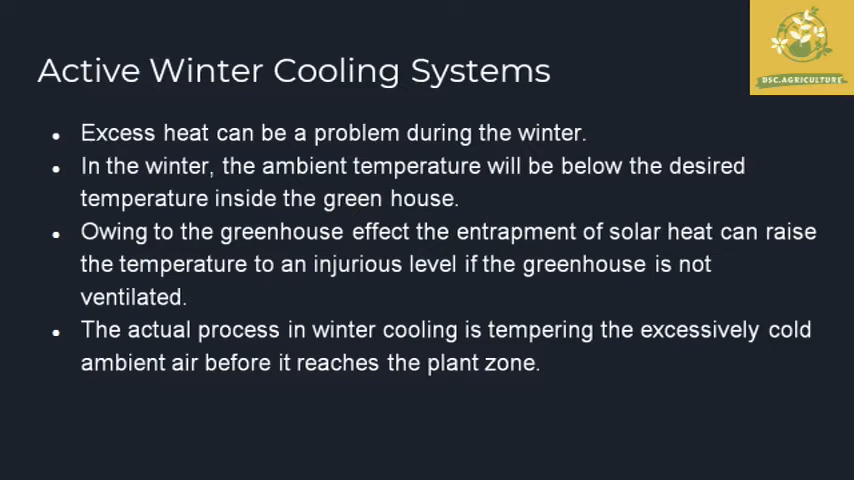 DSC.AGRICULTURE
Active Winter Cooling Systems
• Excess heat can be a problem during the winter.
• In the winter, the ambient temperature will be below the desired
temperature inside the green house.
• Owing to the greenhouse effect the entrapment of solar heat can raise
the temperature to an injurious level if the greenhouse is not
ventilated.
• The actual process in winter cooling is tempering the excessively cold
ambient air before it reaches the plant zone.